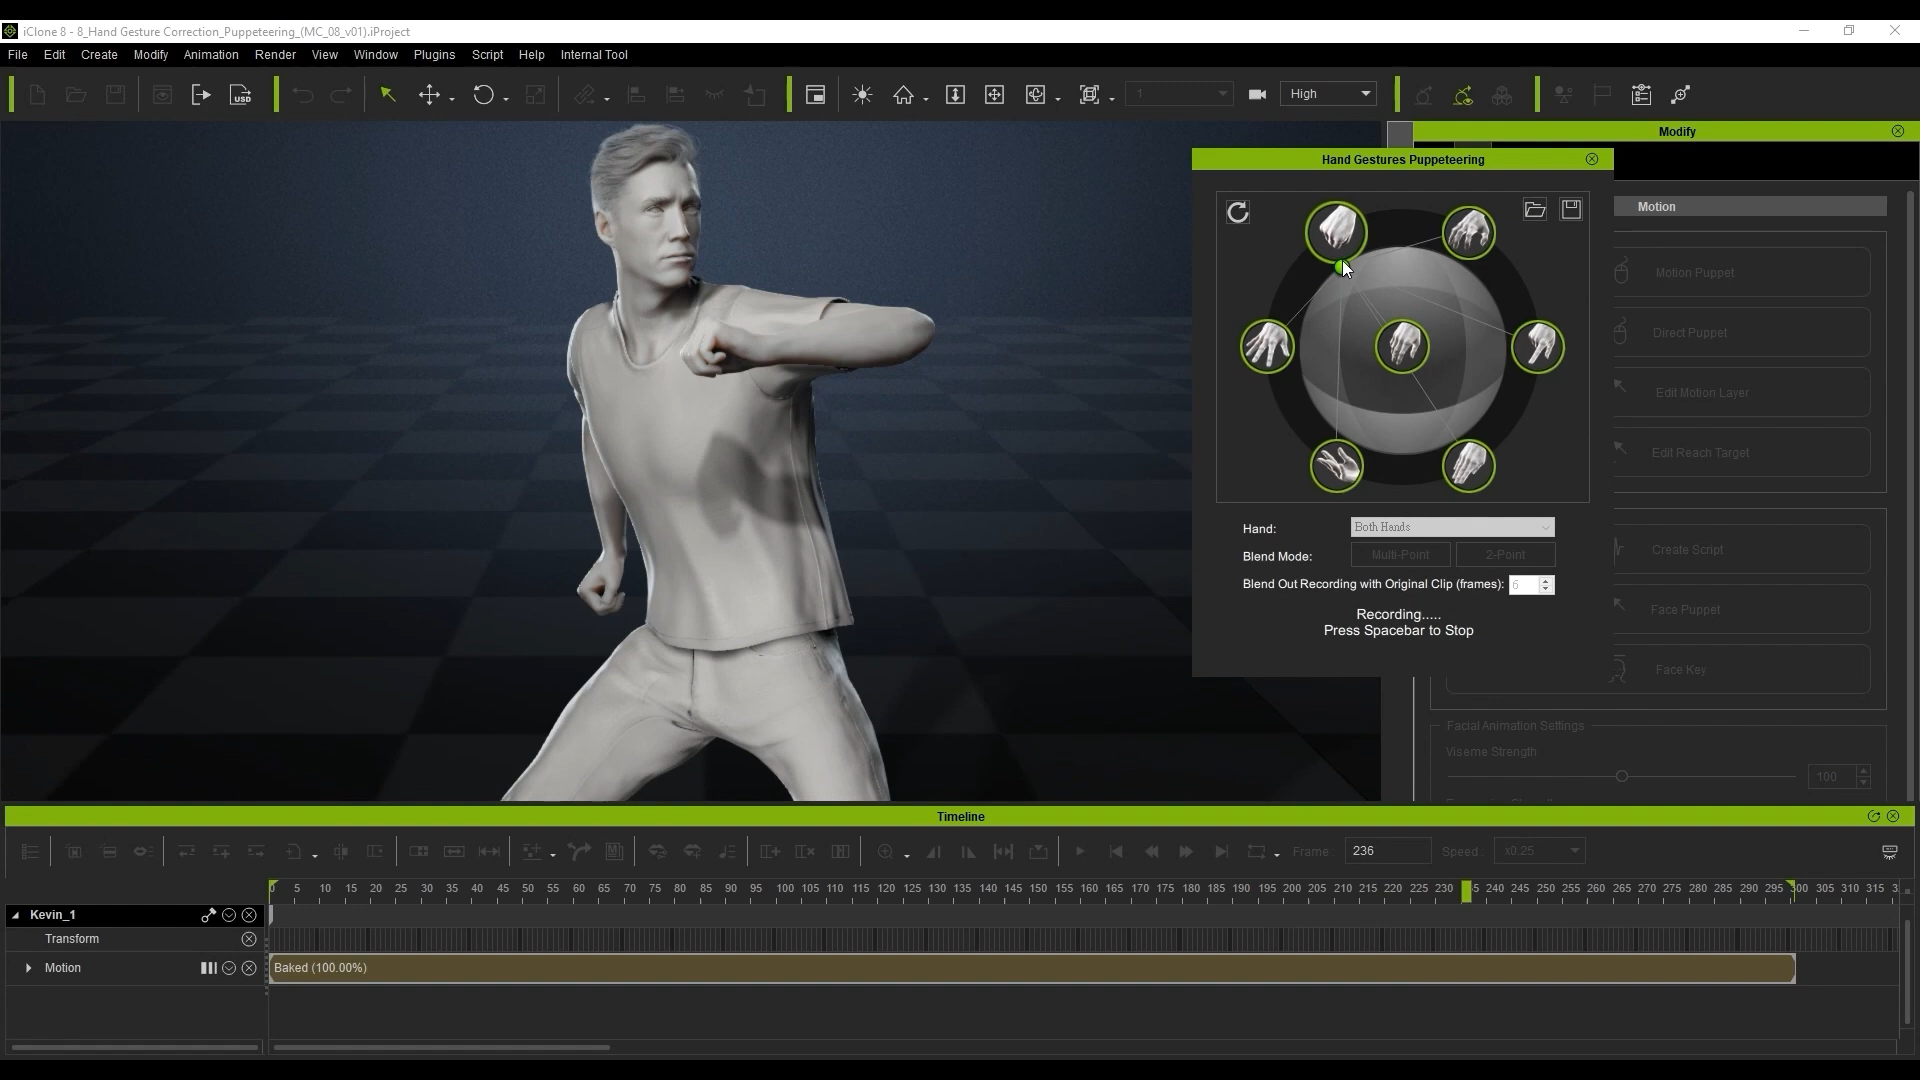 iClone 8 - 8_Hand Gesture Correction_Puppeteering_(MC_08_v01).iProject
File Edit Create Modify Animation Render View Window Plugins Script Help Internal Tool
USD
1
High
Modify
Hand Gestures Puppeteering
Motion
Motion Puppet
Direct Puppet
Edit Motion Layer
Edit Reach Target
Hand:
Both Hands
Blend Mode:
Multi-Point
2-Point
Create Script
Blend Out Recording with Original Clip (frames):
6
Recording.....
Press Spacebar to Stop
Face Puppet
Face Key
Facial Animation Settings
Viseme Strength
100
Timeline
Frame :
236
Speed :
x0.25
0 5 10 15 20 25 30 35 40 45 50 55 60 65 70 75 80 85 90 95 100 105 110 115 120 125 130 135 140 145 150 155 160 165 170 175 180 185 190 195 200 205 210 215 220 225 230 5 240 245 250 255 260 265 270 275 280 285 290 295 300 305 310 315 3
Kevin_1
Transform
Motion
Baked (100.00%)